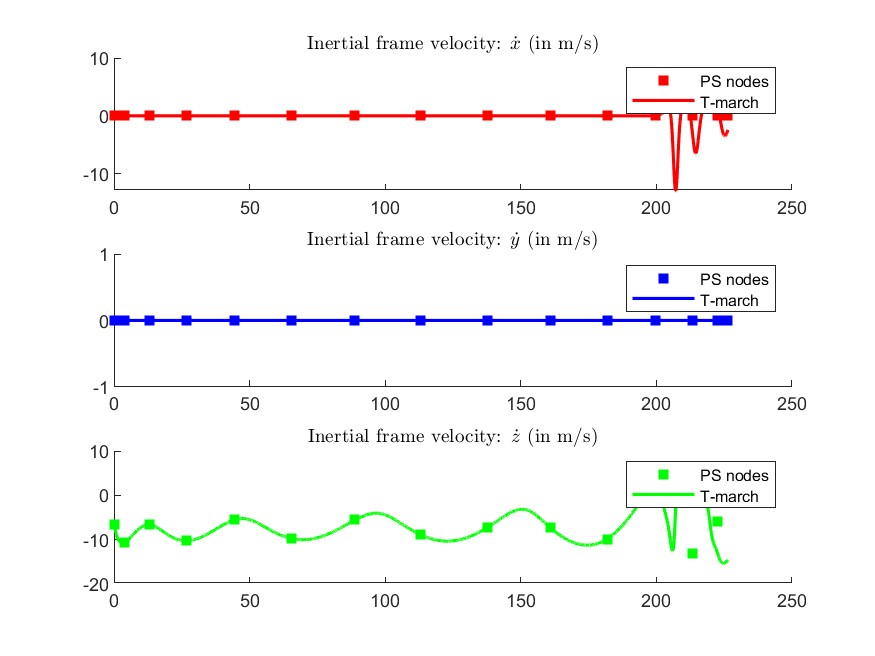 Inertial frame velocity: ẋ (in m/s)
10
0
-10
PS nodes
T-march
0 50 100 150 200 250
Inertial frame velocity: ẏ (in m/s)
1
0
-1
PS nodes
T-march
0 50 100 150 200 250
Inertial frame velocity: ż (in m/s)
10
0
-10
-20
PS nodes
T-march
0 50 100 150 200 250